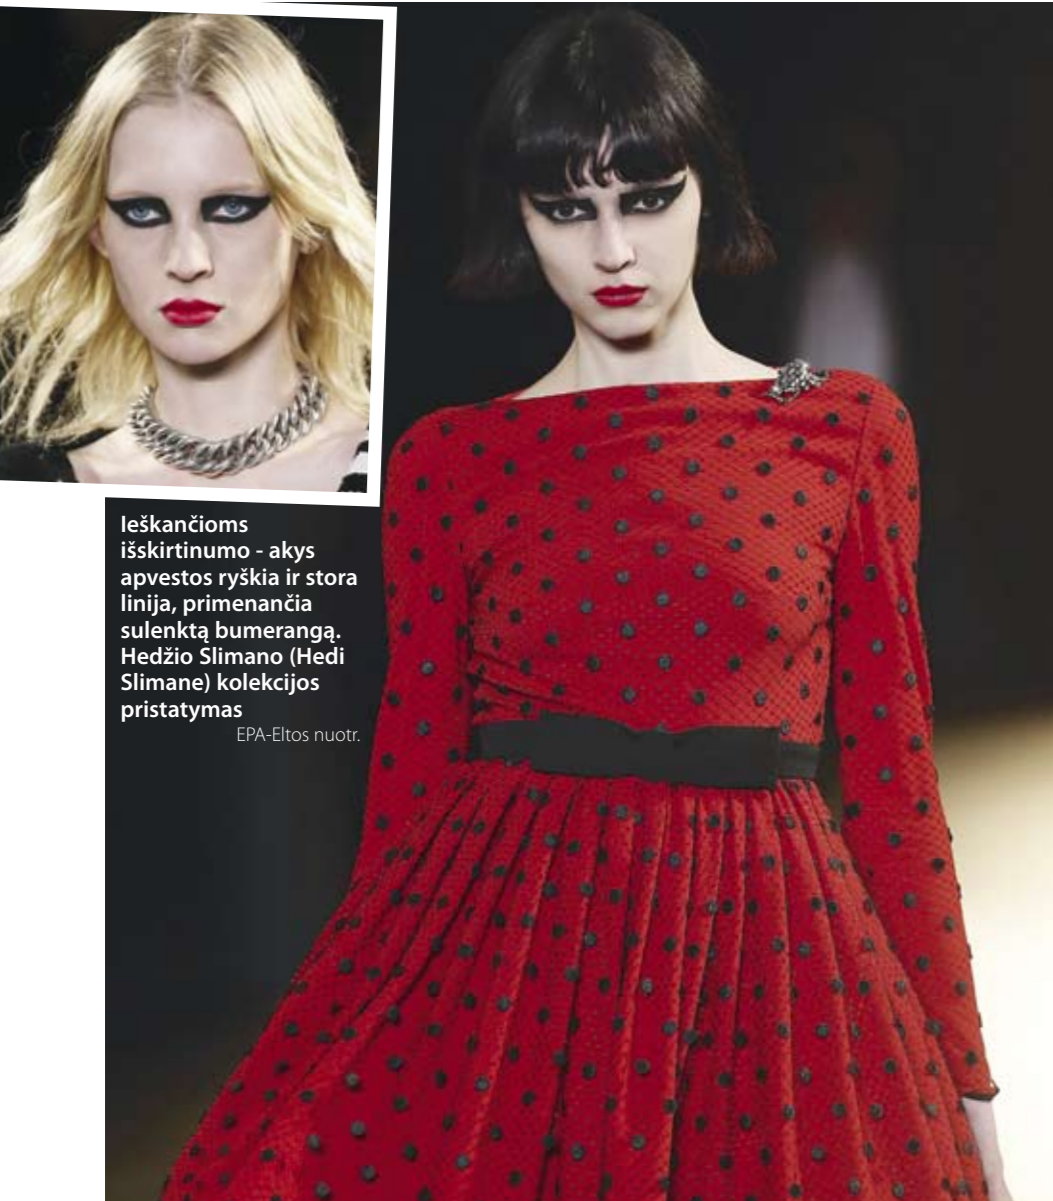 Ieškančioms
išskirtinumo - akys
apvestos ryškia ir stora
linija, primenančia
sulenktą bumerangą.
Hedžio Slimano (Hedi
Slimane) kolekcijos
pristatymas
EPA-Eltos nuotr.